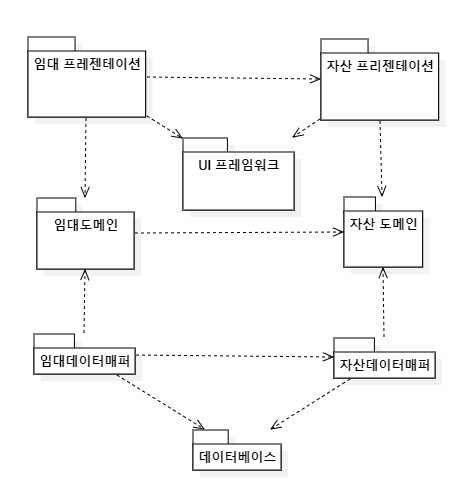 임대 프레젠테이션
자산 프리젠테이션
UI 프레임워크
임대도메인
자산 도메인
임대데이터매퍼
자산데이터매퍼
데이터베이스